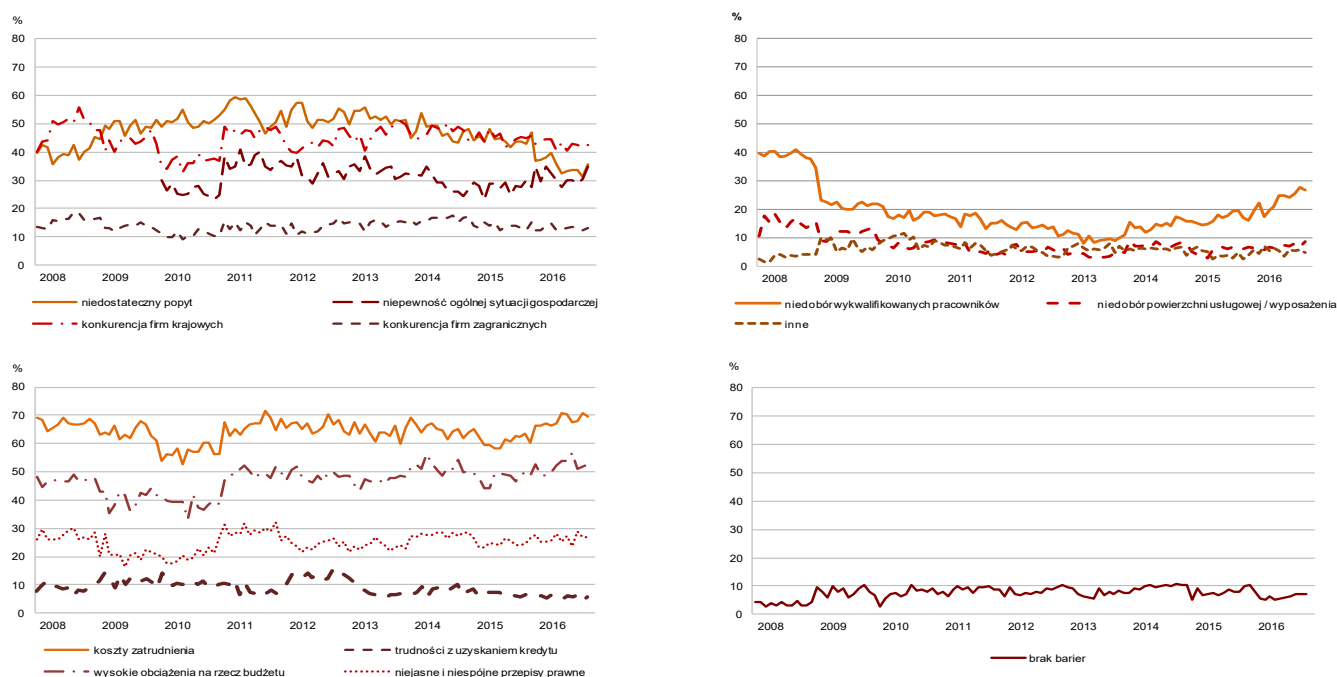 %
80
70
60
50
40
30
20
10
0
2008 2009 2010 2011 2012 2013 2014 2015 2016
niedostateczny popyt
niepewność ogólnej sytuacji gospodarczej
konkurencja firm krajowych
konkurencja firm zagranicznych
%
80
70
60
50
40
30
20
10
0
2008 2009 2010 2011 2012 2013 2014 2015 2016
niedobór wykwalifikowanych pracowników
niedobór powierzchni usługowej / wyposażenia
inne
%
80
70
60
50
40
30
20
10
0
2008 2009 2010 2011 2012 2013 2014 2015 2016
koszty zatrudnienia
trudności z uzyskaniem kredytu
wysokie obciążenia na rzecz budżetu
niejasne i niespójne przepisy prawne
%
80
70
60
50
40
30
20
10
0
2008 2009 2010 2011 2012 2013 2014 2015 2016
brak barier